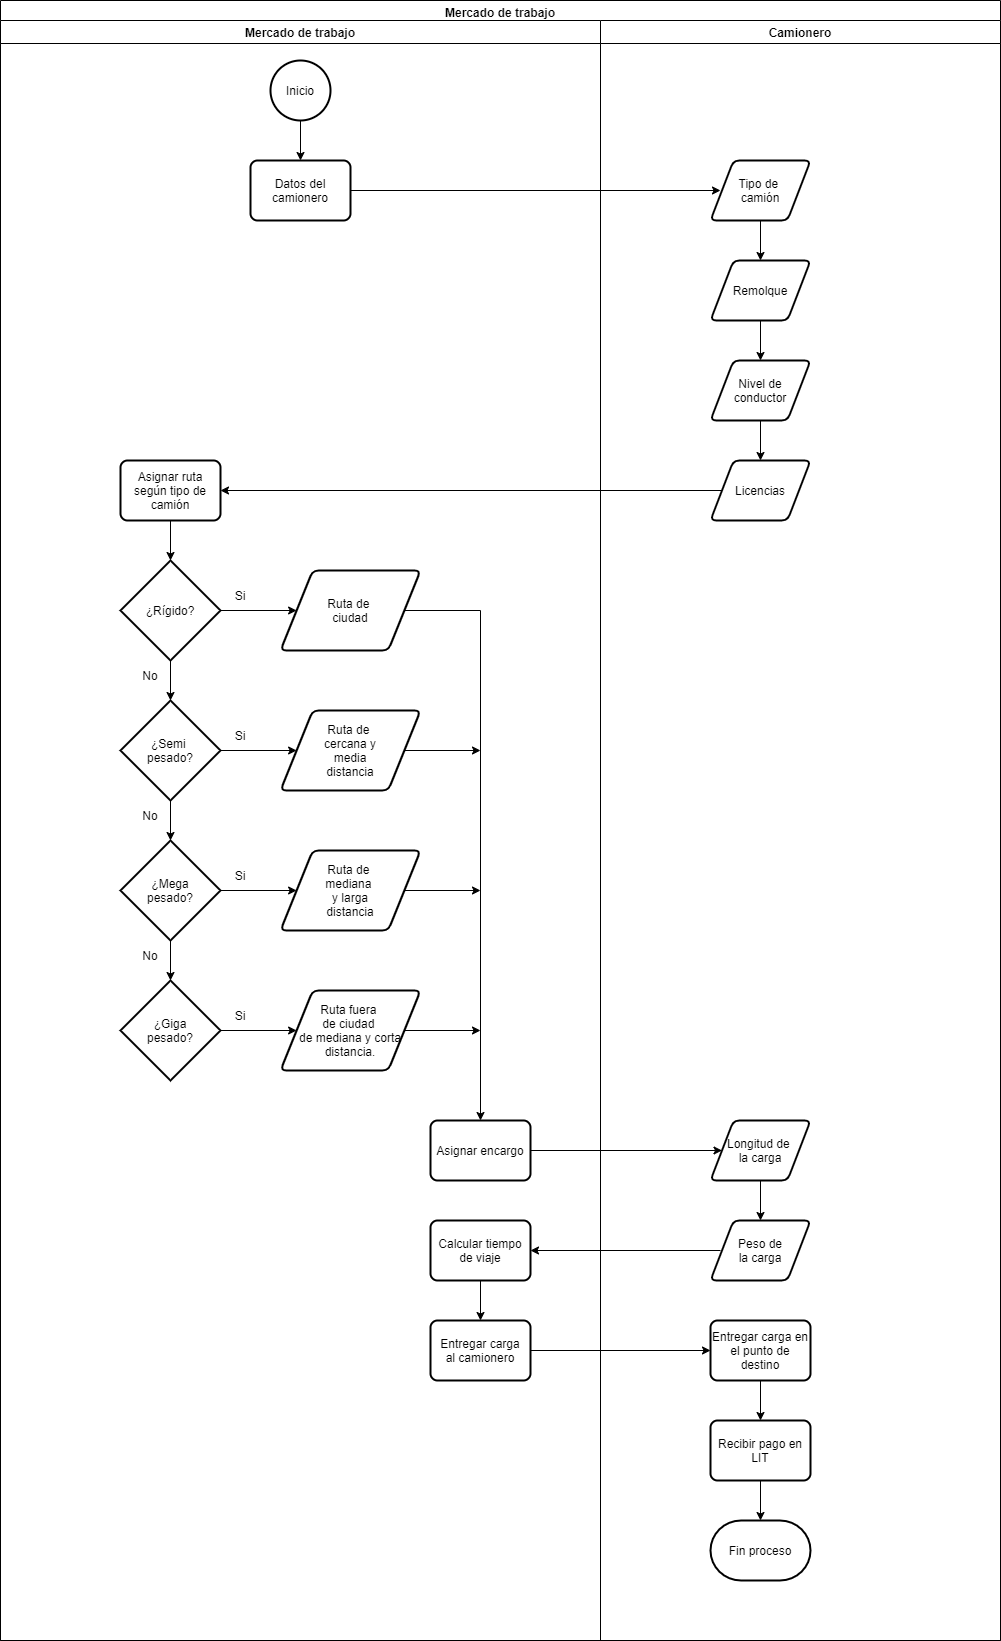 Mercado de trabajo
Mercado de trabajo
Camionero
Inicio
Datos del
camionero
Tipo de
camión
Remolque
Nivel de
conductor
Licencias
Asignar ruta
según tipo de
camión
¿Rígido?
Si
Ruta de
ciudad
No
¿Semi
pesado?
Si
Ruta de
cercana y
media
distancia
No
¿Mega
pesado?
Si
Ruta de
mediana
y larga
distancia
No
¿Giga
pesado?
Si
Ruta fuera
de ciudad
de mediana y corta
distancia.
Asignar encargo
Longitud de
la carga
Peso de
la carga
Calcular tiempo
de viaje
Entregar carga
al camionero
Entregar carga en
el punto de
destino
Recibir pago en
LIT
Fin proceso